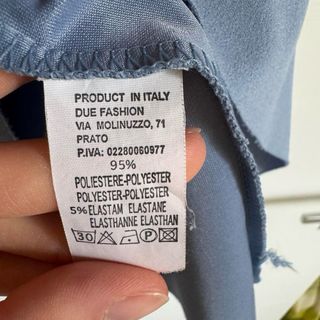 PRODUCT IN ITALY
DUE FASHION
VIA MOLINUZZO, 71
PRATO
P.IVA: 02280060977
95%
POLIESTERE-POLYESTER
POLYESTER-POLYESTER
5% ELASTAM ELASTANE
ELASTHANNE ELASTHAN
30 P